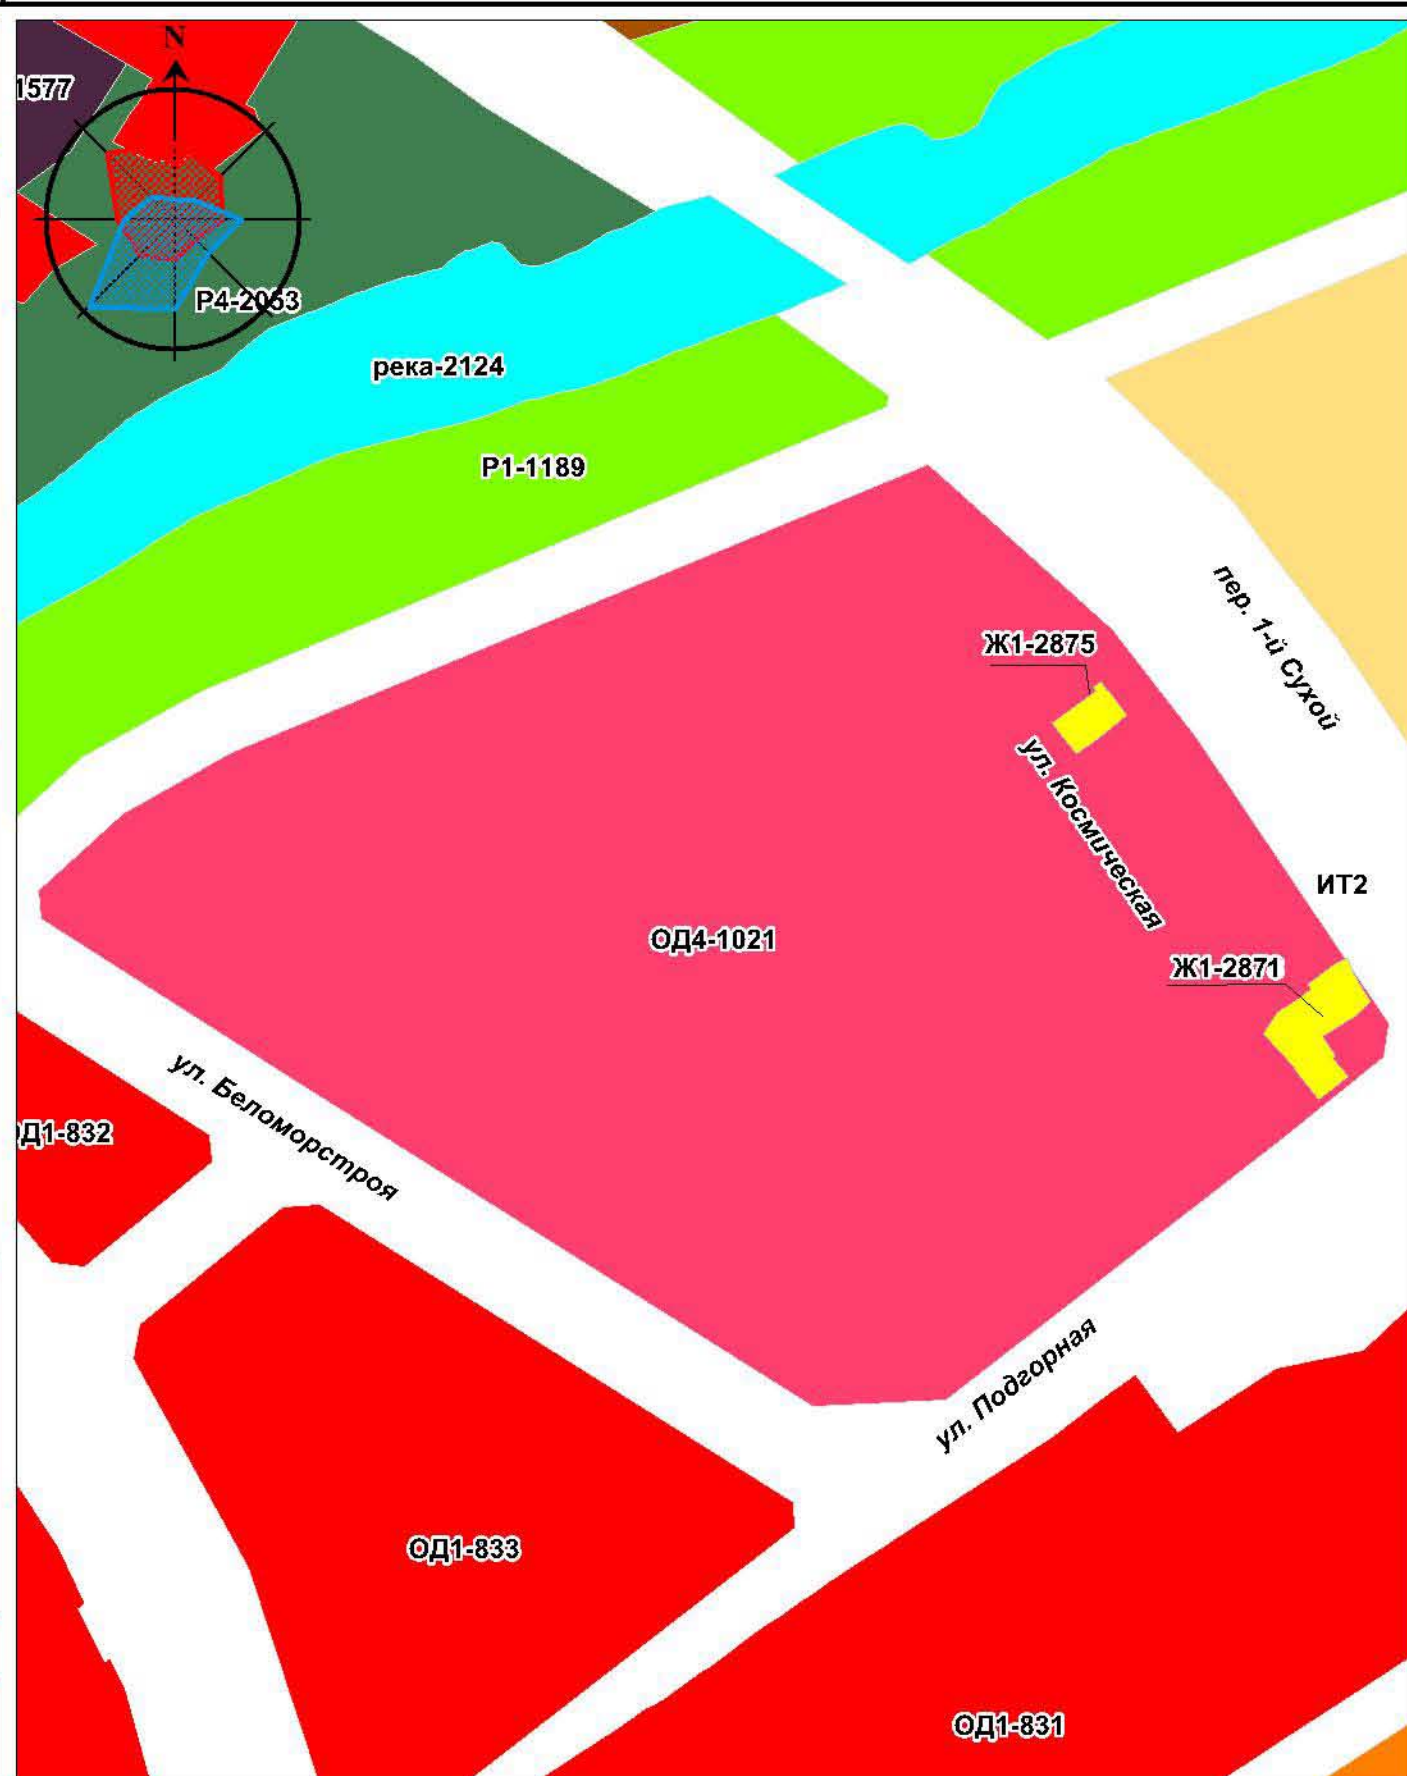 N
1577
Р4-2053
река-2124
Р1-1189
пер. 1-й Сухой
Ж1-2875
ул. Космическая
ИТ2
ОД4-1021
Ж1-2871
ул. Беломорстроя
Д1-832
ул. Подгорная
ОД1-833
ОД1-831